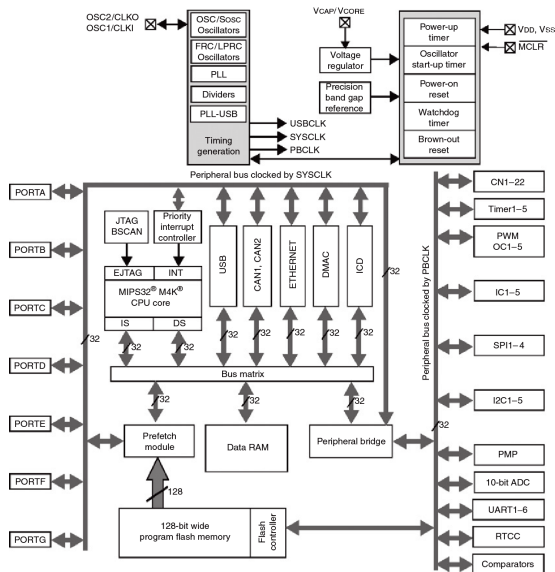 OSC2/CLKO
OSC1/CLKI
OSC/Sosc
Oscillators
FRC/LPRC
Oscillators
PLL
Dividers
PLL-USB
Timing
generation
USBCLK
SYSCLK
PBCLK
VCAP/VCORE
Voltage
regulator
Precision
band gap
reference
Power-up
timer
Oscillator
start-up timer
Power-on
reset
Watchdog
timer
Brown-out
reset
VDD, VSS
MCLR
Peripheral bus clocked by SYSCLK
PORTA
PORTB
PORTC
32
PORTD
PORTE
PORTF
PORTG
JTAG
BSCAN
Priority
interrupt
controller
EJTAG
INT
MIPS32® M4K®
CPU core
IS
DS
USB
CAN1, CAN2
ETHERNET
DMAC
ICD
32
32
32
32
32
32
32
32
Bus matrix
32
32
32
Prefetch
module
Data RAM
Peripheral bridge
128
128-bit wide
program flash memory
Flash
controller
Peripheral bus clocked by PBCLK
32
CN1–22
Timer1–5
PWM
OC1–5
IC1–5
SPI1–4
I2C1–5
PMP
10-bit ADC
UART1–6
RTCC
Comparators